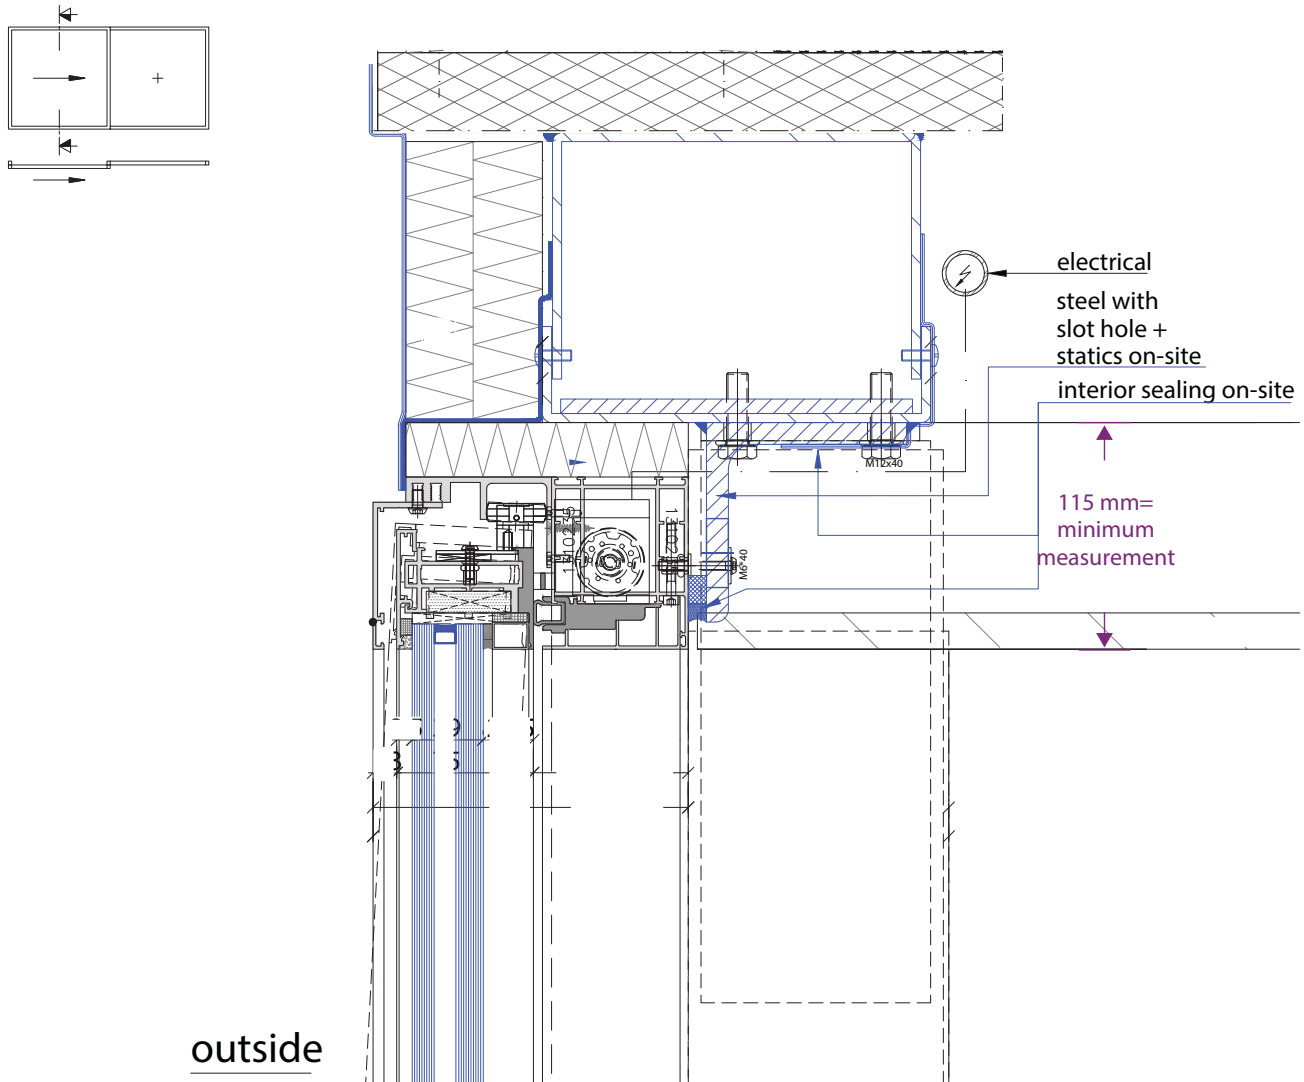 electrical
steel with
slot hole +
statics on-site
interior sealing on-site
M12x40
115 mm=
minimum
measurement
M6*40
outside